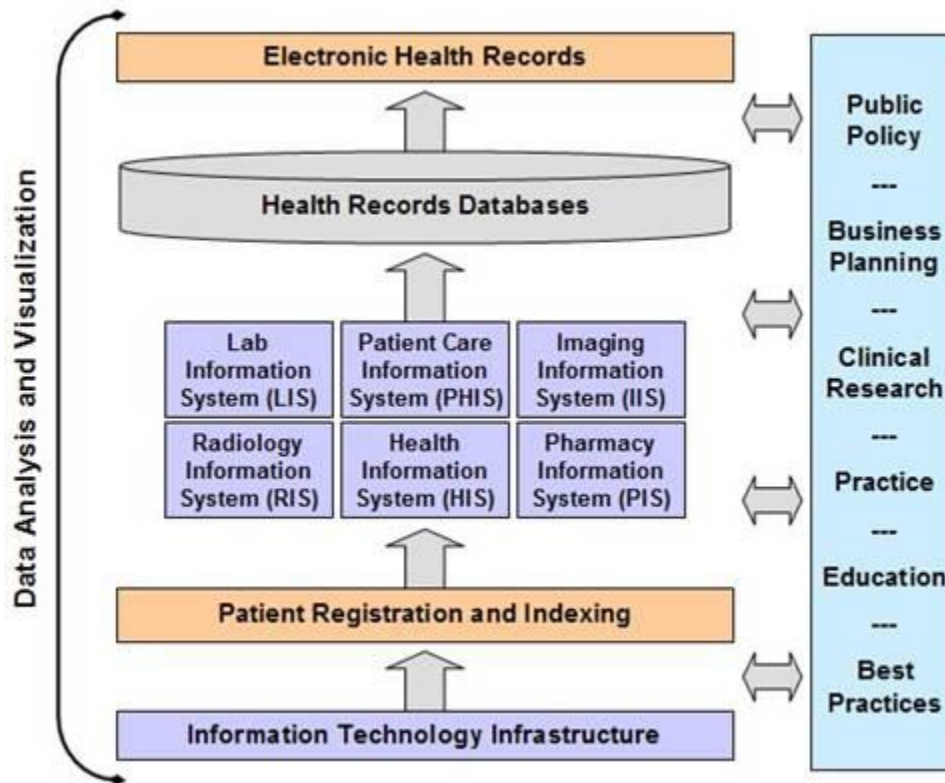 Data Analysis and Visualization
Electronic Health Records
Health Records Databases
Lab
Information
System (LIS)
Patient Care
Information
System (PHIS)
Imaging
Information
System (IIS)
Radiology
Information
System (RIS)
Health
Information
System (HIS)
Pharmacy
Information
System (PIS)
Patient Registration and Indexing
Information Technology Infrastructure
Public
Policy
---
Business
Planning
---
Clinical
Research
---
Practice
---
Education
---
Best
Practices